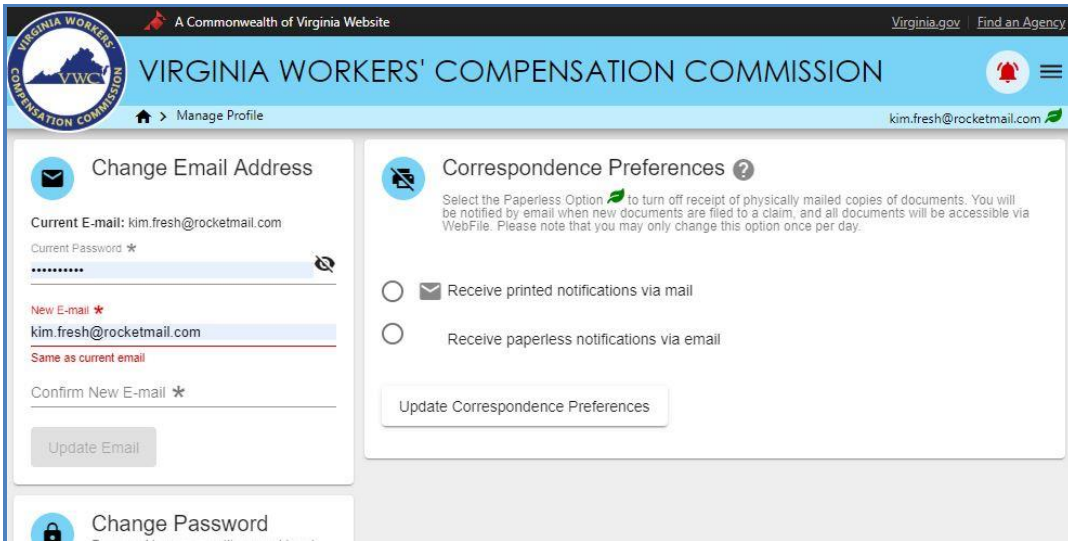 A Commonwealth of Virginia Website
Virginia.gov | Find an Agency
VIRGINIA WORKERS' COMPENSATION COMMISSION
VWC
VIRGINIA WORKERS' COMPENSATION COMMISSION
> Manage Profile
kim.fresh@rocketmail.com
Change Email Address
Current E-mail: kim.fresh@rocketmail.com
Current Password *
••••••••••
New E-mail *
kim.fresh@rocketmail.com
Same as current email
Confirm New E-mail *
Update Email
Change Password
Correspondence Preferences ?
Select the Paperless Option to turn off receipt of physically mailed copies of documents. You will
be notified by email when new documents are filed to a claim, and all documents will be accessible via
WebFile. Please note that you may only change this option once per day.
Receive printed notifications via mail
Receive paperless notifications via email
Update Correspondence Preferences